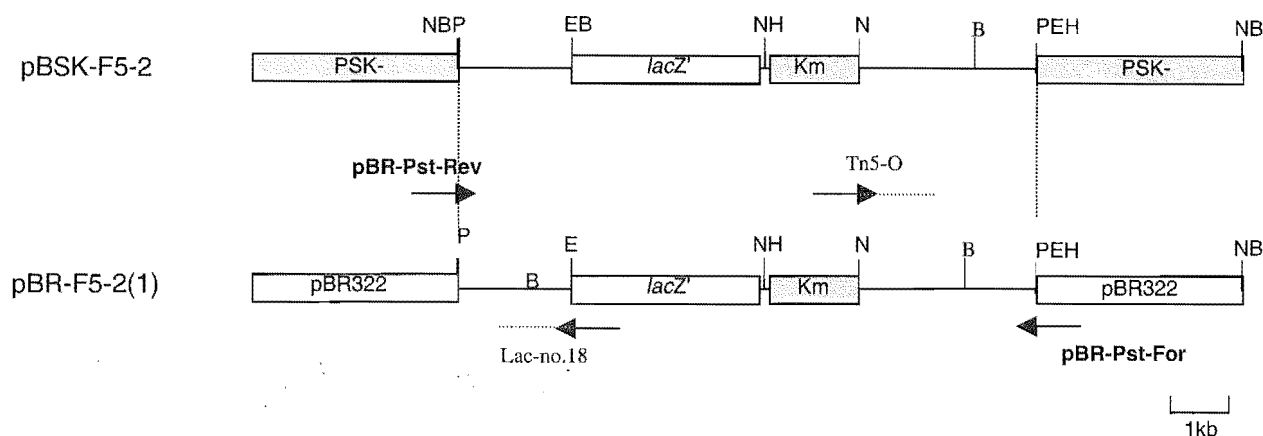 NBP EB NH N B PEH NB
pBSK-F5-2 PSK- lacZ' Km PSK-
pBR-Pst-Rev Tn5-O
P E NH N B PEH NB
pBR-F5-2(1) pBR322 B lacZ' Km pBR322
Lac-no.18 pBR-Pst-For
1kb